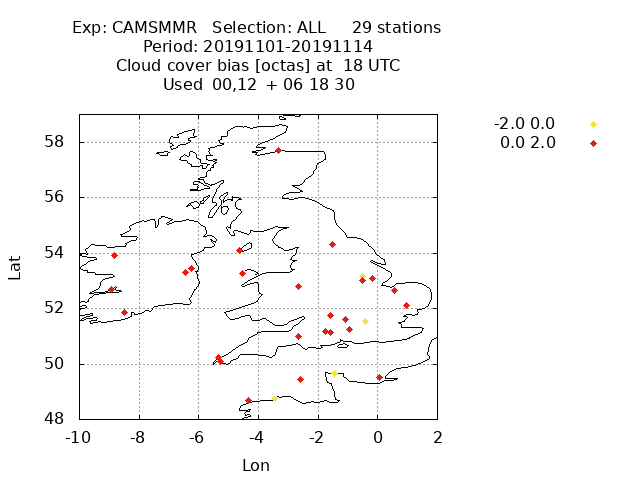 Exp: CAMSMMR Selection: ALL 29 stations
Period: 20191101-20191114
Cloud cover bias [octas] at 18 UTC
Used 00,12 + 06 18 30
-2.0 0.0
0.0 2.0
58
56
54
52
50
48
Lat
-10 -8 -6 -4 -2 0 2
Lon